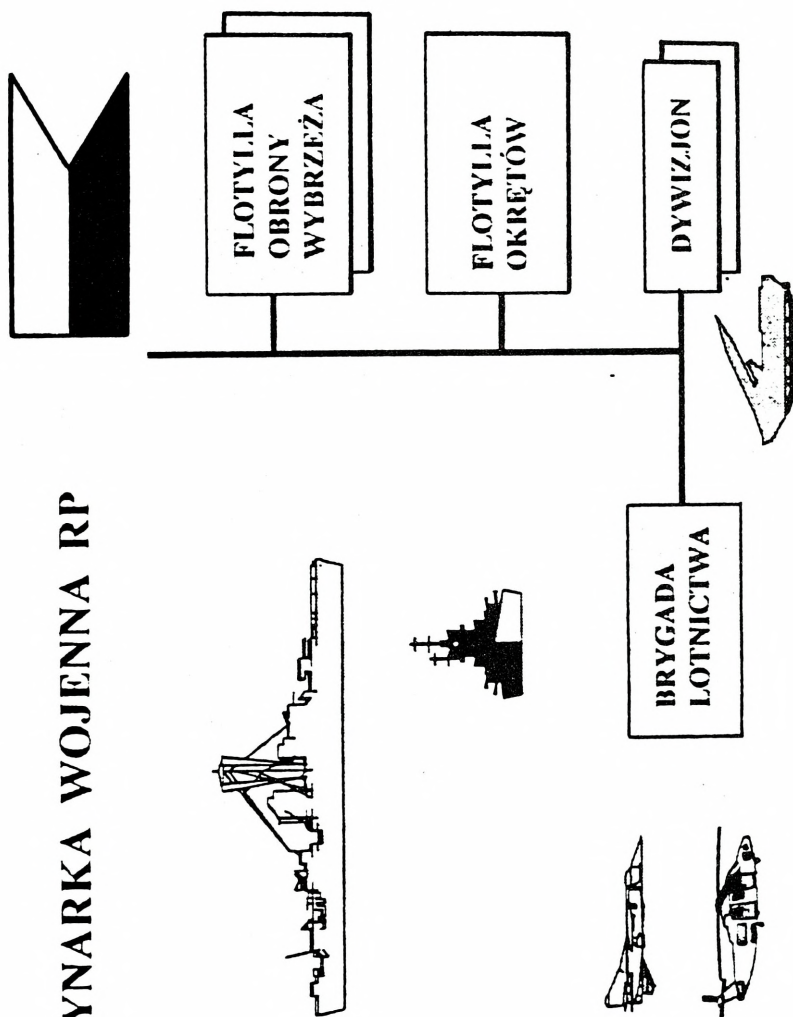 YNARKA WOJENNA RP
FLOTYLLA
OBRONY
WYBRZEŻA
FLOTYLLA
OKRĘTÓW
DYWIZJON
BRYGADA
LOTNICTWA